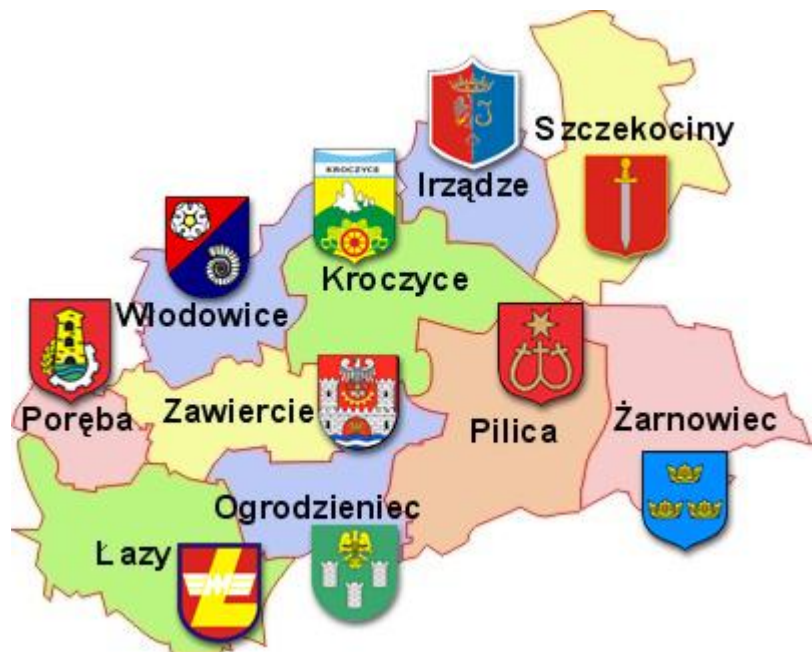 Szczekociny
KROCZYCE
Irządze
Kroczyce
Włodowice
Zawiercie
Poręba
Pilica
Żarnowiec
Ogrodzieniec
Łazy